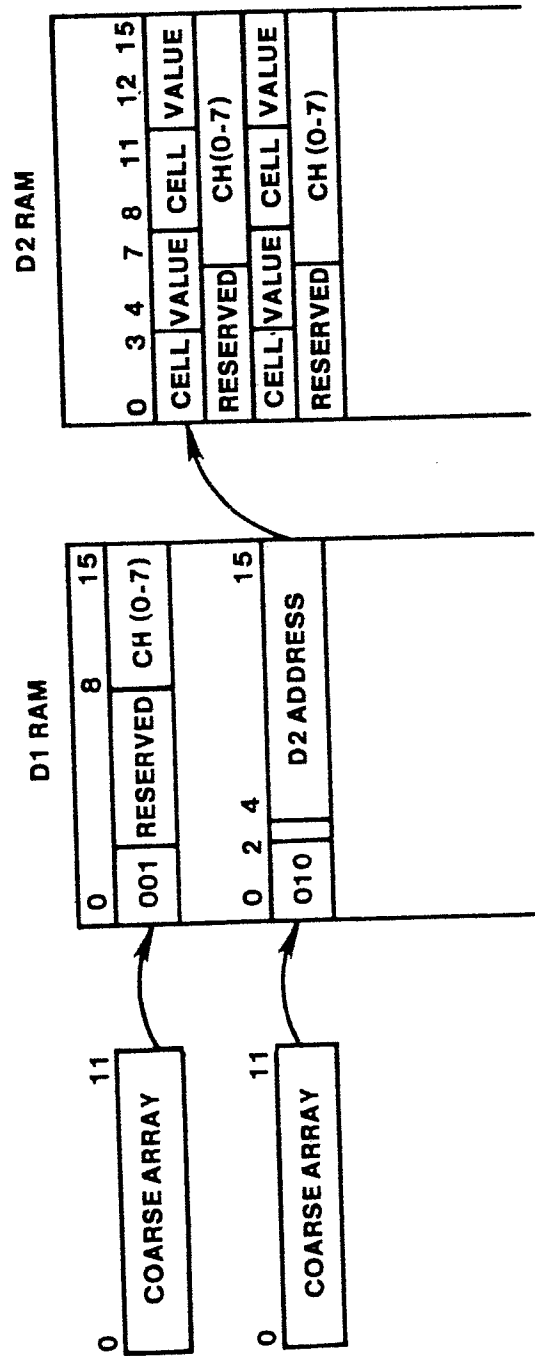 0 11
COARSE ARRAY
0 11
COARSE ARRAY
D1 RAM
0 8 15
001 RESERVED CH (0-7)
0 2 4 15
010 D2 ADDRESS
D2 RAM
0 3 4 7 8 11 12 15
CELL VALUE CELL VALUE
RESERVED CH(0-7)
CELL VALUE CELL VALUE
RESERVED CH (0-7)